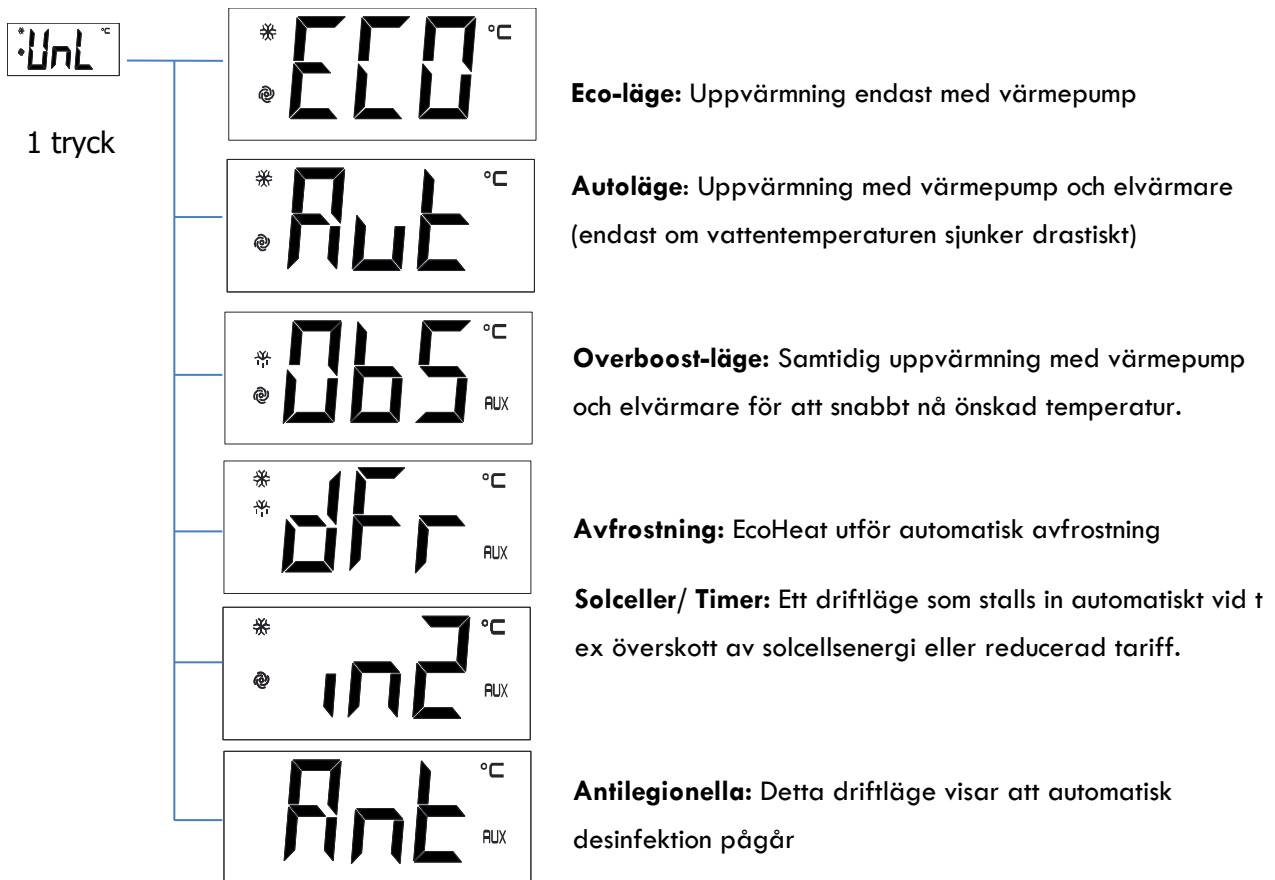 UnL °C
1 tryck
ECO °C
Eco-läge: Uppvärmning endast med värmepump
Aut °C
Autoläge: Uppvärmning med värmepump och elvärmare
(endast om vattentemperaturen sjunker drastiskt)
ObS °C
AUX
Overboost-läge: Samtidig uppvärmning med värmepump
och elvärmare för att snabbt nå önskad temperatur.
dFr °C
AUX
Avfrostning: EcoHeat utför automatisk avfrostning
in2 °C
AUX
Solceller/ Timer: Ett driftläge som stalls in automatiskt vid t
ex överskott av solcellsenergi eller reducerad tariff.
Ant °C
AUX
Antilegionella: Detta driftläge visar att automatisk
desinfektion pågår